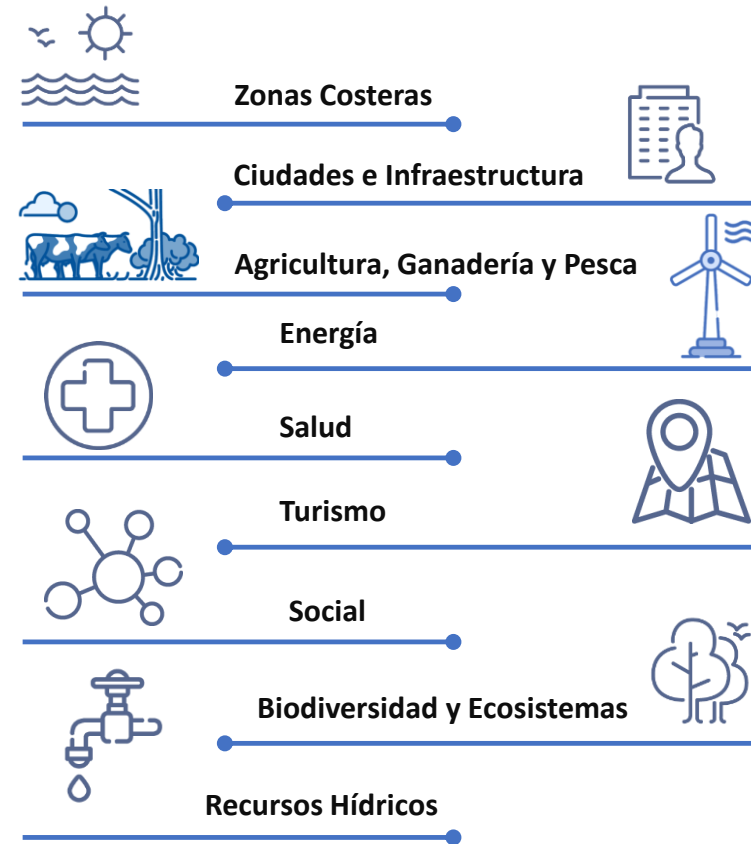 Zonas Costeras
Ciudades e Infraestructura
Agricultura, Ganadería y Pesca
Energía
Salud
Turismo
Social
Biodiversidad y Ecosistemas
Recursos Hídricos